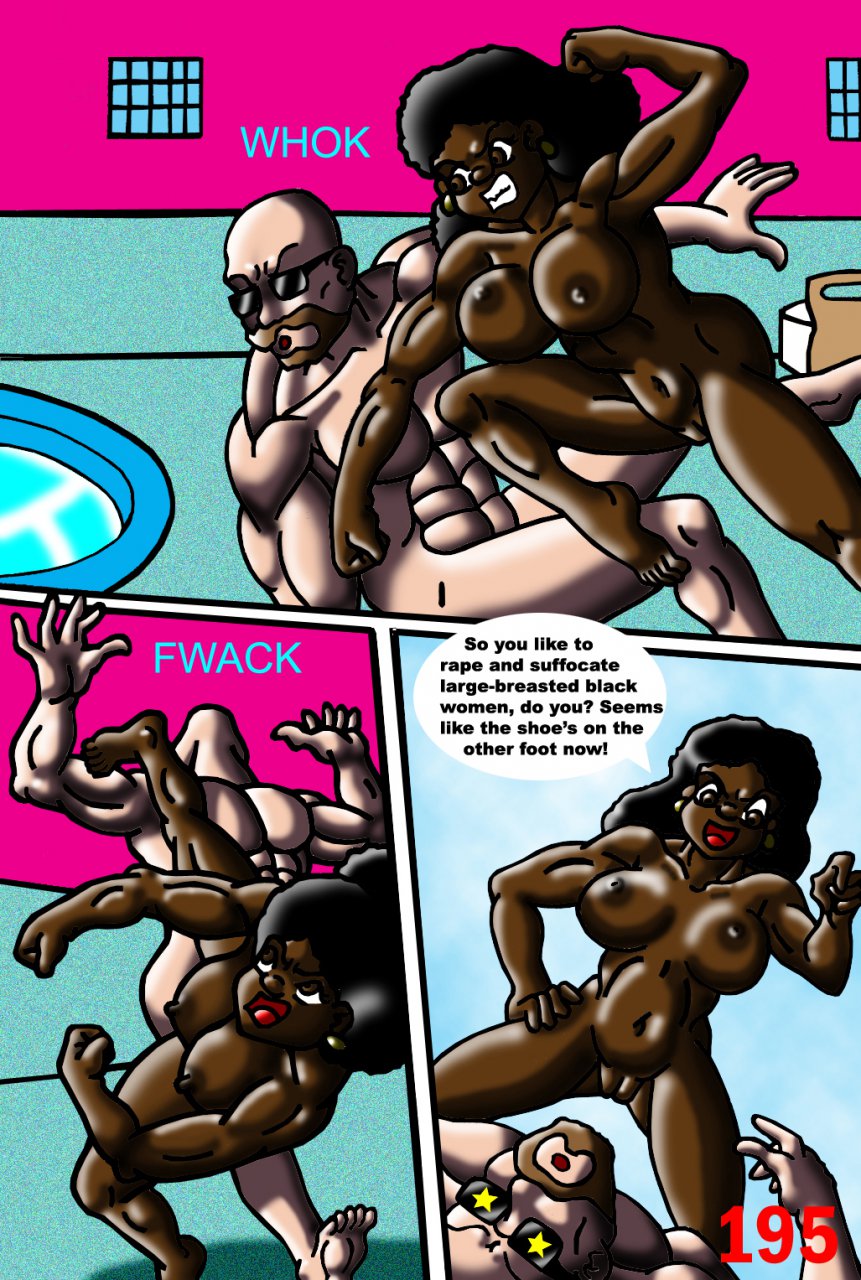 WHOK
FWACK
So you like to
rape and suffocate
large-breasted black
women, do you? Seems
like the shoe's on the
other foot now!
195